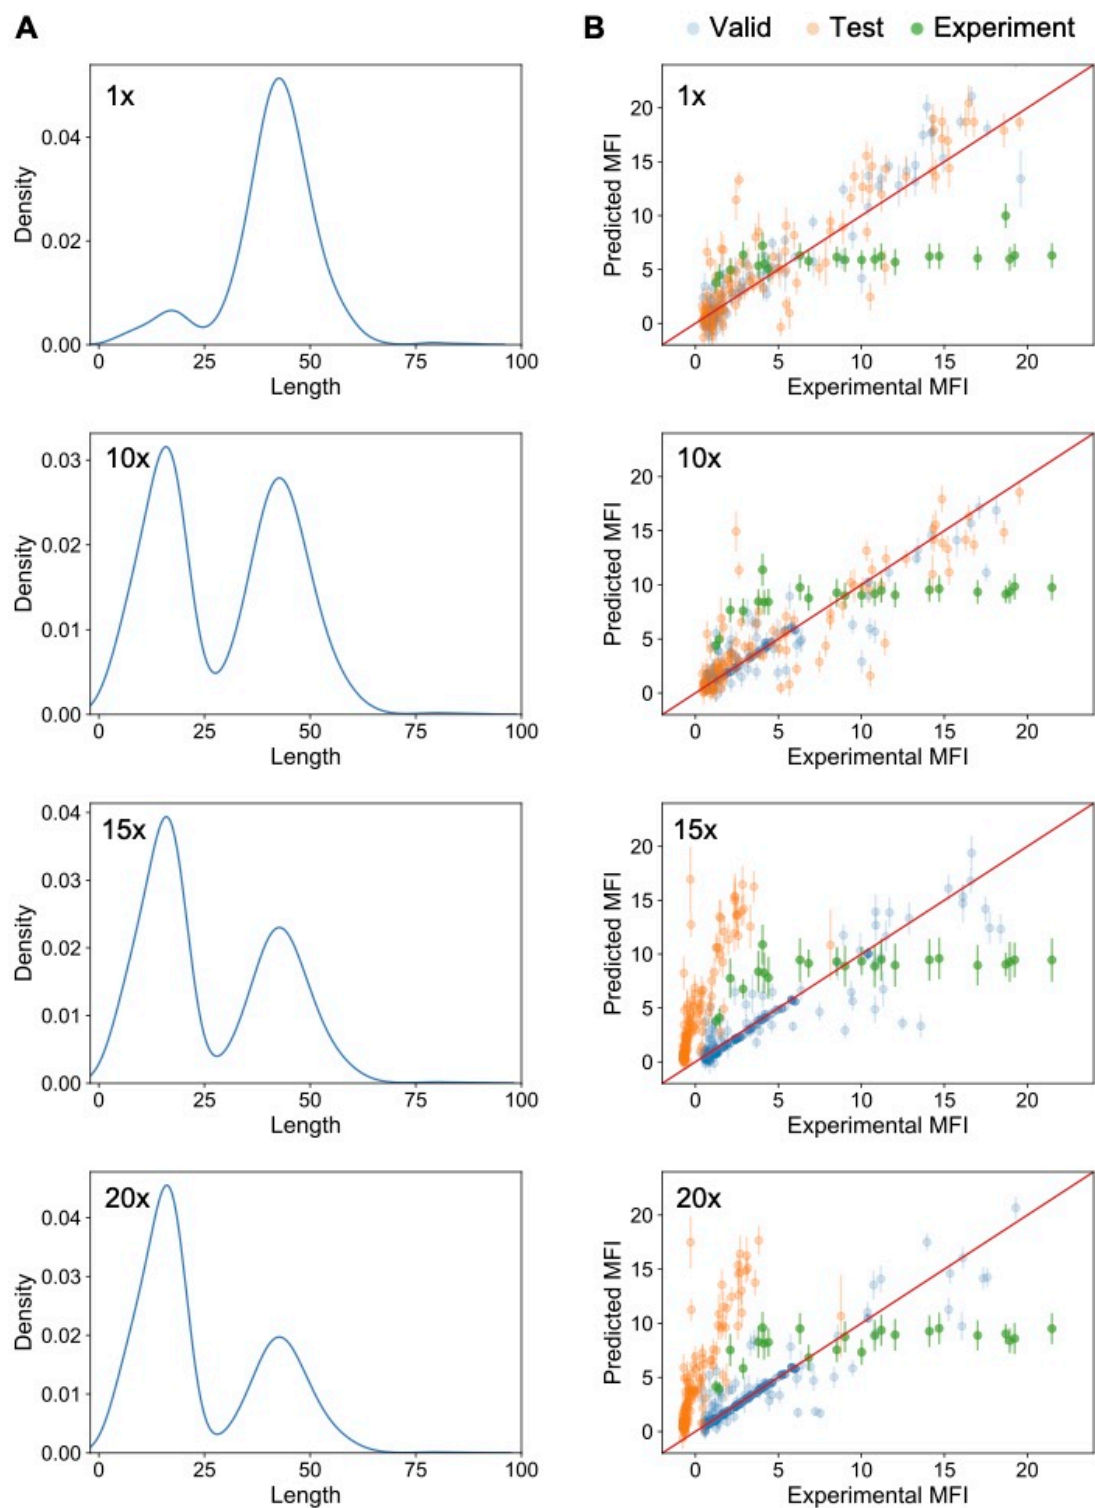 A
B
Valid Test Experiment
1x
0.04
0.02
0.00
Density
0 25 50 75 100
Length
1x
20
15
10
5
0
Predicted MFI
0 5 10 15 20
Experimental MFI
10x
0.03
0.02
0.01
0.00
Density
0 25 50 75 100
Length
10x
20
15
10
5
0
Predicted MFI
0 5 10 15 20
Experimental MFI
15x
0.04
0.03
0.02
0.01
0.00
Density
0 25 50 75 100
Length
15x
20
15
10
5
0
Predicted MFI
0 5 10 15 20
Experimental MFI
20x
0.04
0.03
0.02
0.01
0.00
Density
0 25 50 75 100
Length
20x
20
15
10
5
0
Predicted MFI
0 5 10 15 20
Experimental MFI